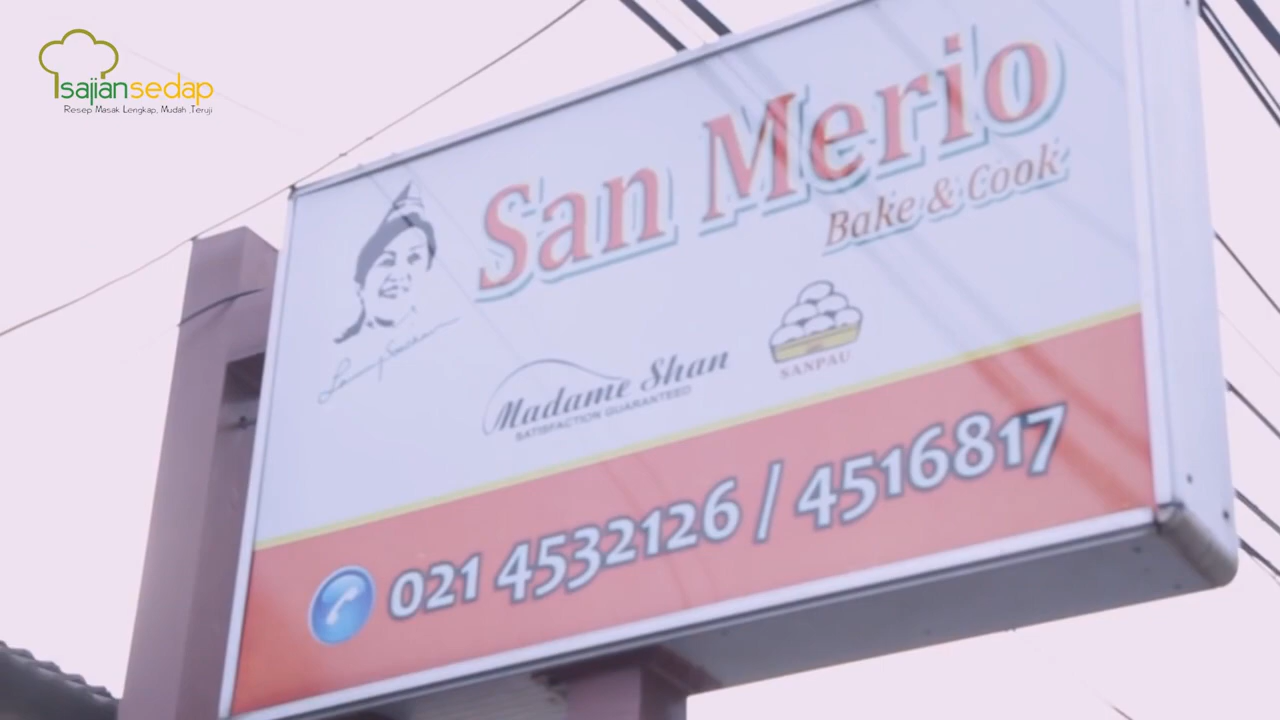 sajiansedap
Resep Masak Lengkap, Mudah ,Teruji
San Merio
Bake & Cook
Madame Shan
SATISFACTION GUARANTEED
SANPAU
021 4532126 / 4516817